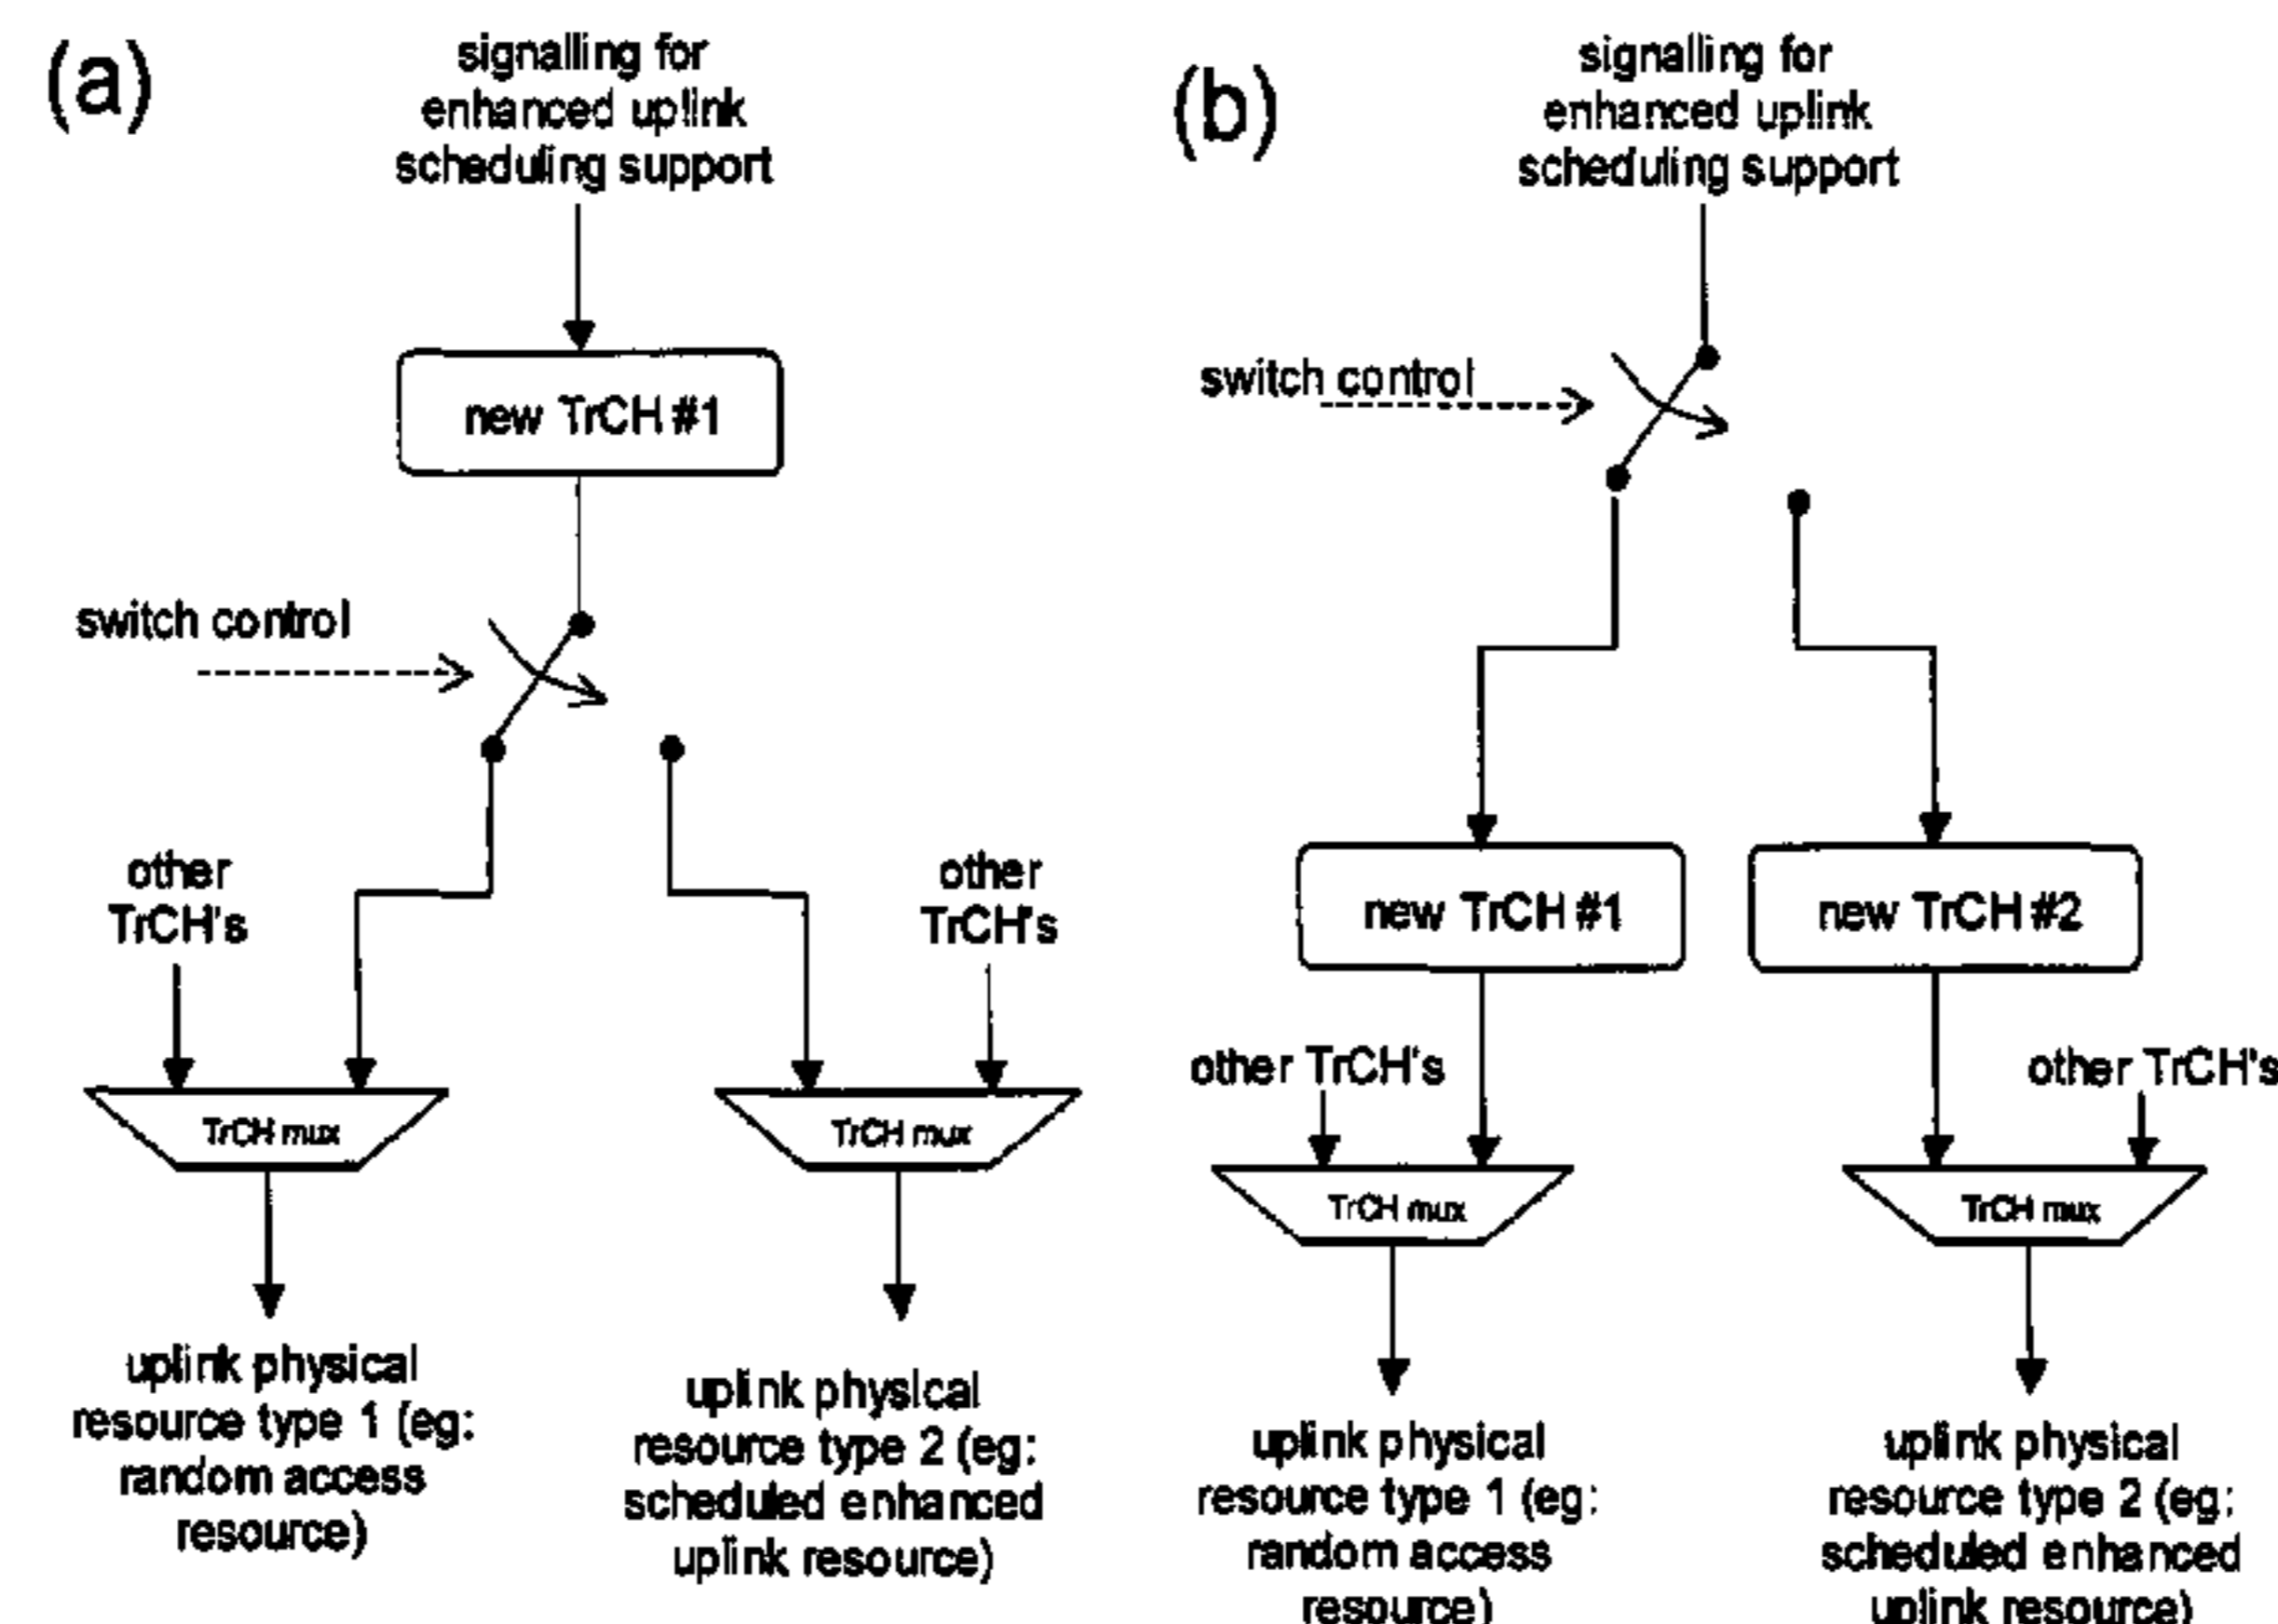 (a)
signalling for
enhanced uplink
scheduling support
new TrCH #1
switch control
other
TrCH's
other
TrCH's
TrCH mux
TrCH mux
uplink physical
resource type 1 (eg:
random access
resource)
uplink physical
resource type 2 (eg:
scheduled enhanced
uplink resource)
(b)
signalling for
enhanced uplink
scheduling support
switch control
new TrCH #1
new TrCH #2
other TrCH's
other TrCH's
TrCH mux
TrCH mux
uplink physical
resource type 1 (eg:
random access
resource)
uplink physical
resource type 2 (eg:
scheduled enhanced
uplink resource)